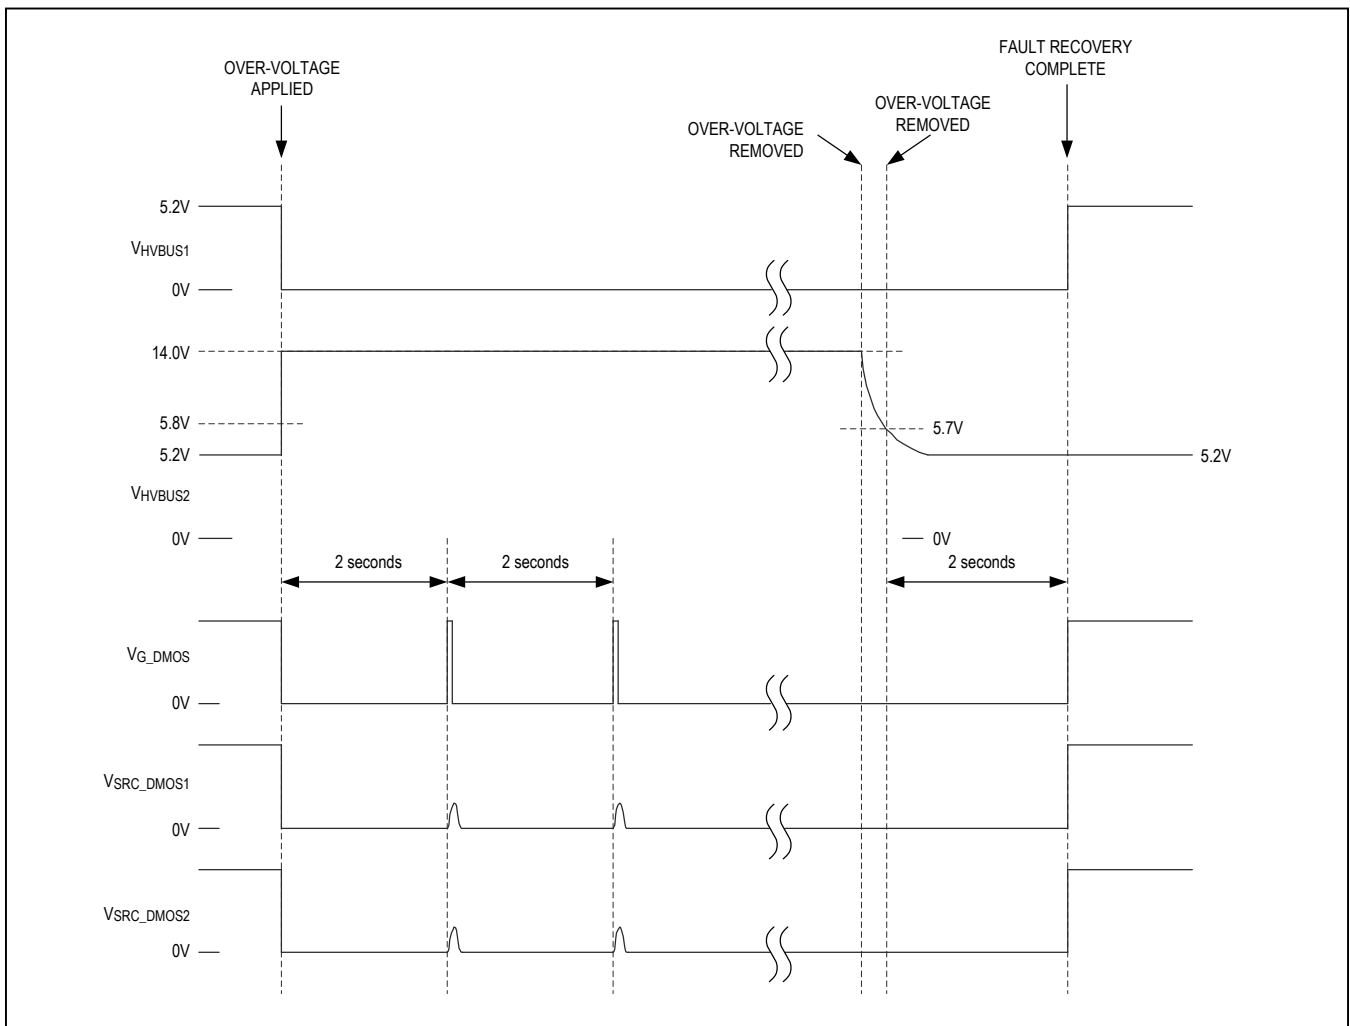 FAULT RECOVERY
COMPLETE
OVER-VOLTAGE
APPLIED
OVER-VOLTAGE
REMOVED
OVER-VOLTAGE
REMOVED
5.2V
VHVBUS1
0V
14.0V
5.8V
5.7V
5.2V
5.2V
VHVBUS2
0V
0V
2 seconds
2 seconds
2 seconds
VG_DMOS
0V
VSRC_DMOS1
0V
VSRC_DMOS2
0V